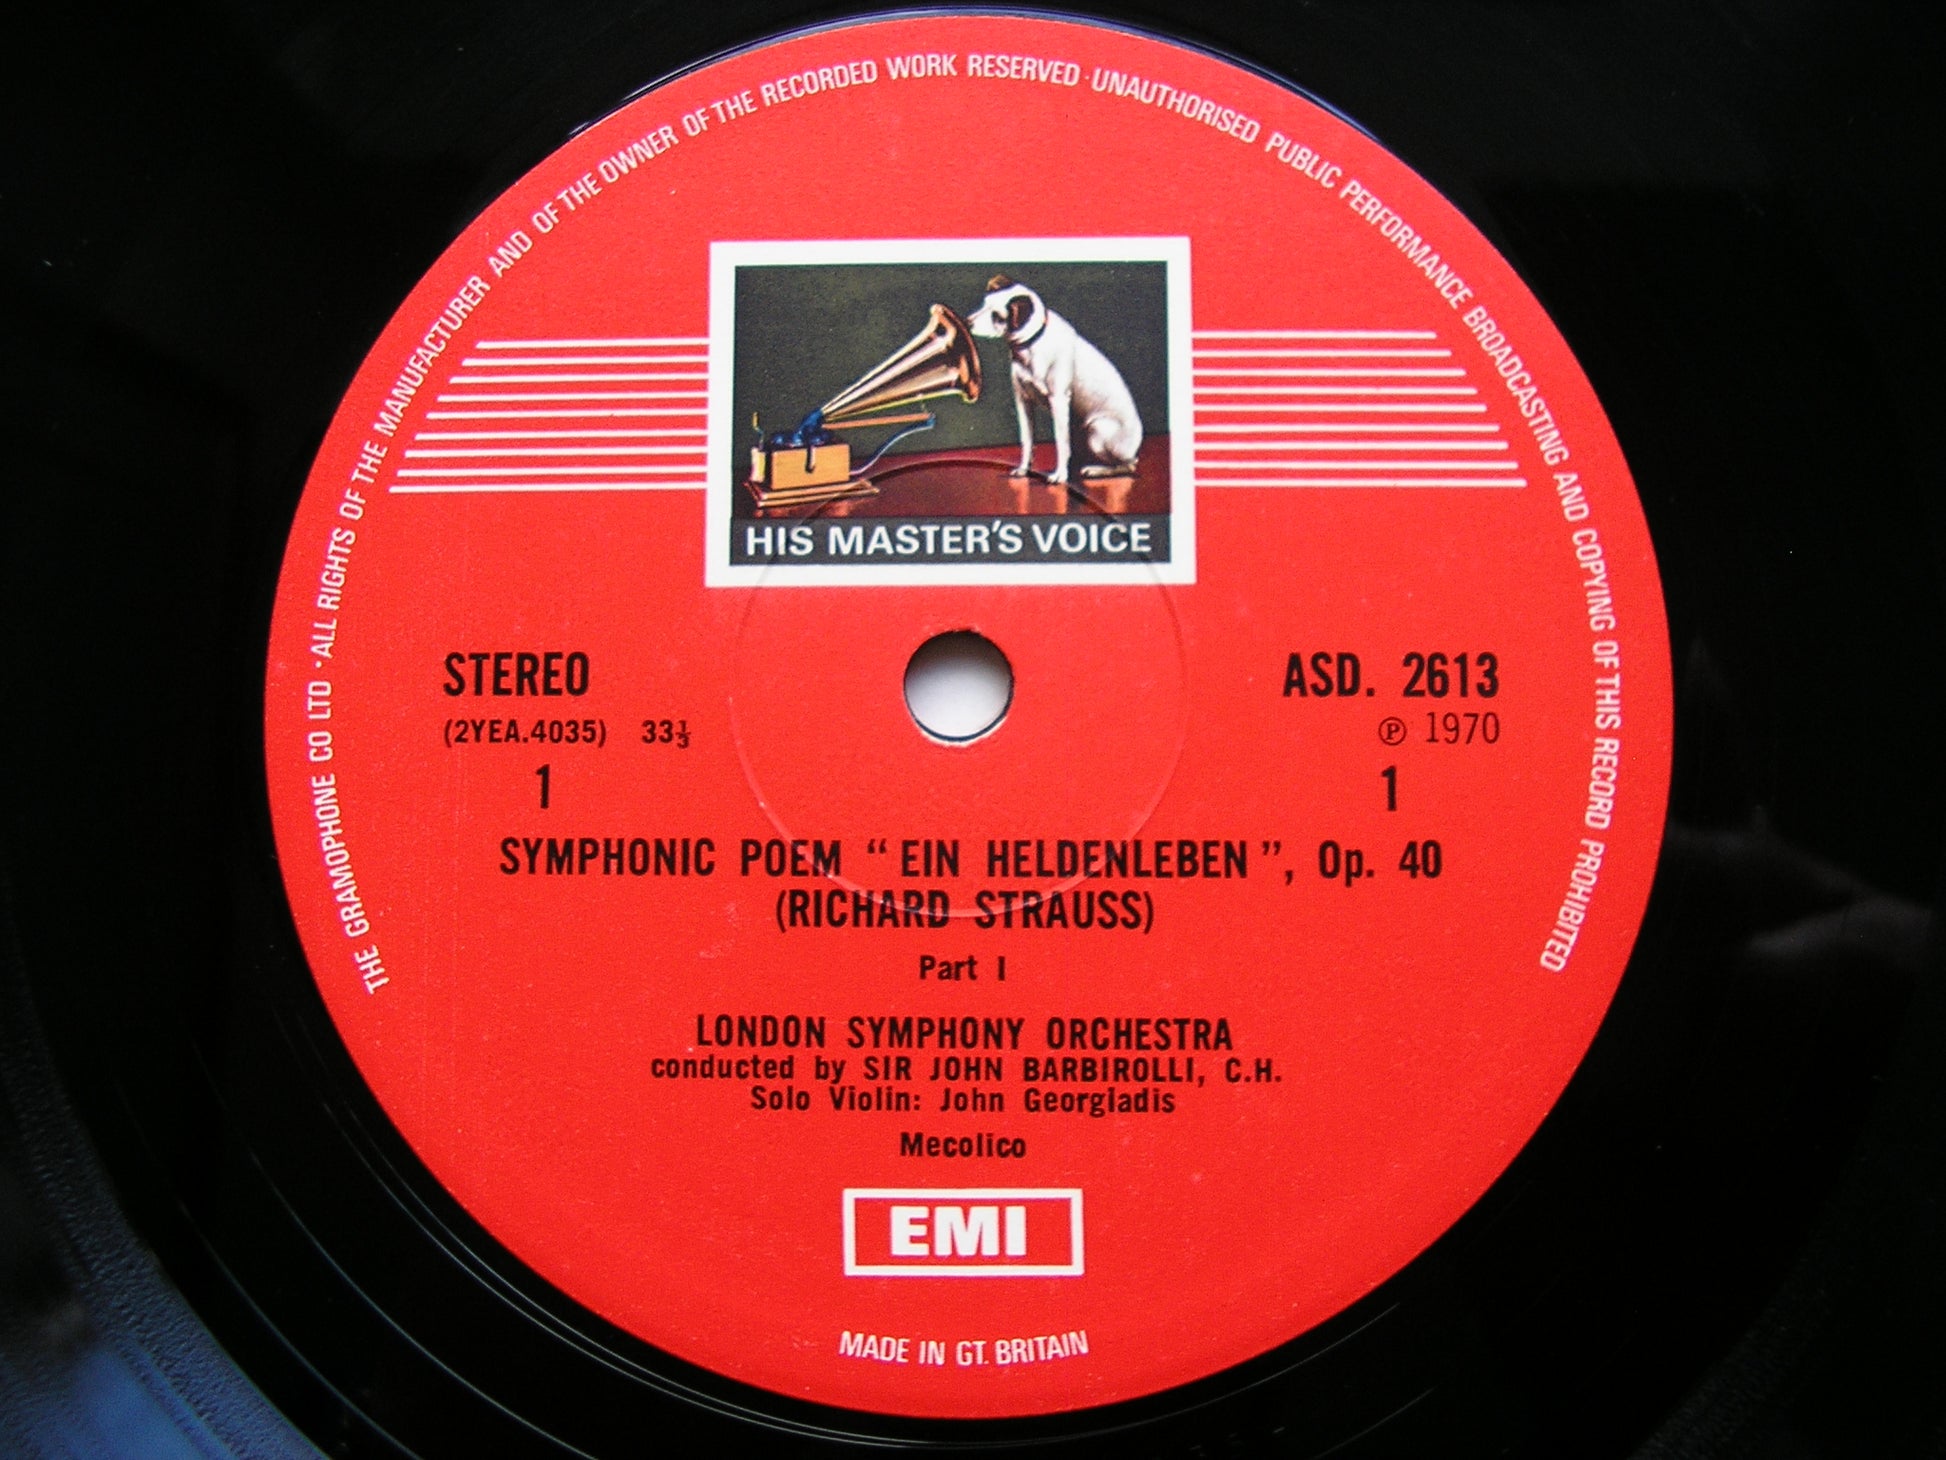 THE GRAMOPHONE CO LTD · ALL RIGHTS OF THE MANUFACTURER AND OF THE OWNER OF THE RECORDED WORK RESERVED · UNAUTHORISED PUBLIC PERFORMANCE BROADCASTING AND COPYING OF THIS RECORD PROHIBITED
HIS MASTER'S VOICE
STEREO ASD. 2613
(2YEA.4035) 33⅓ ℗ 1970
1 1
SYMPHONIC POEM “EIN HELDENLEBEN”, Op. 40
(RICHARD STRAUSS)
Part I
LONDON SYMPHONY ORCHESTRA
conducted by SIR JOHN BARBIROLLI, C.H.
Solo Violin: John Georgiadis
Mecolico
EMI
MADE IN GT. BRITAIN